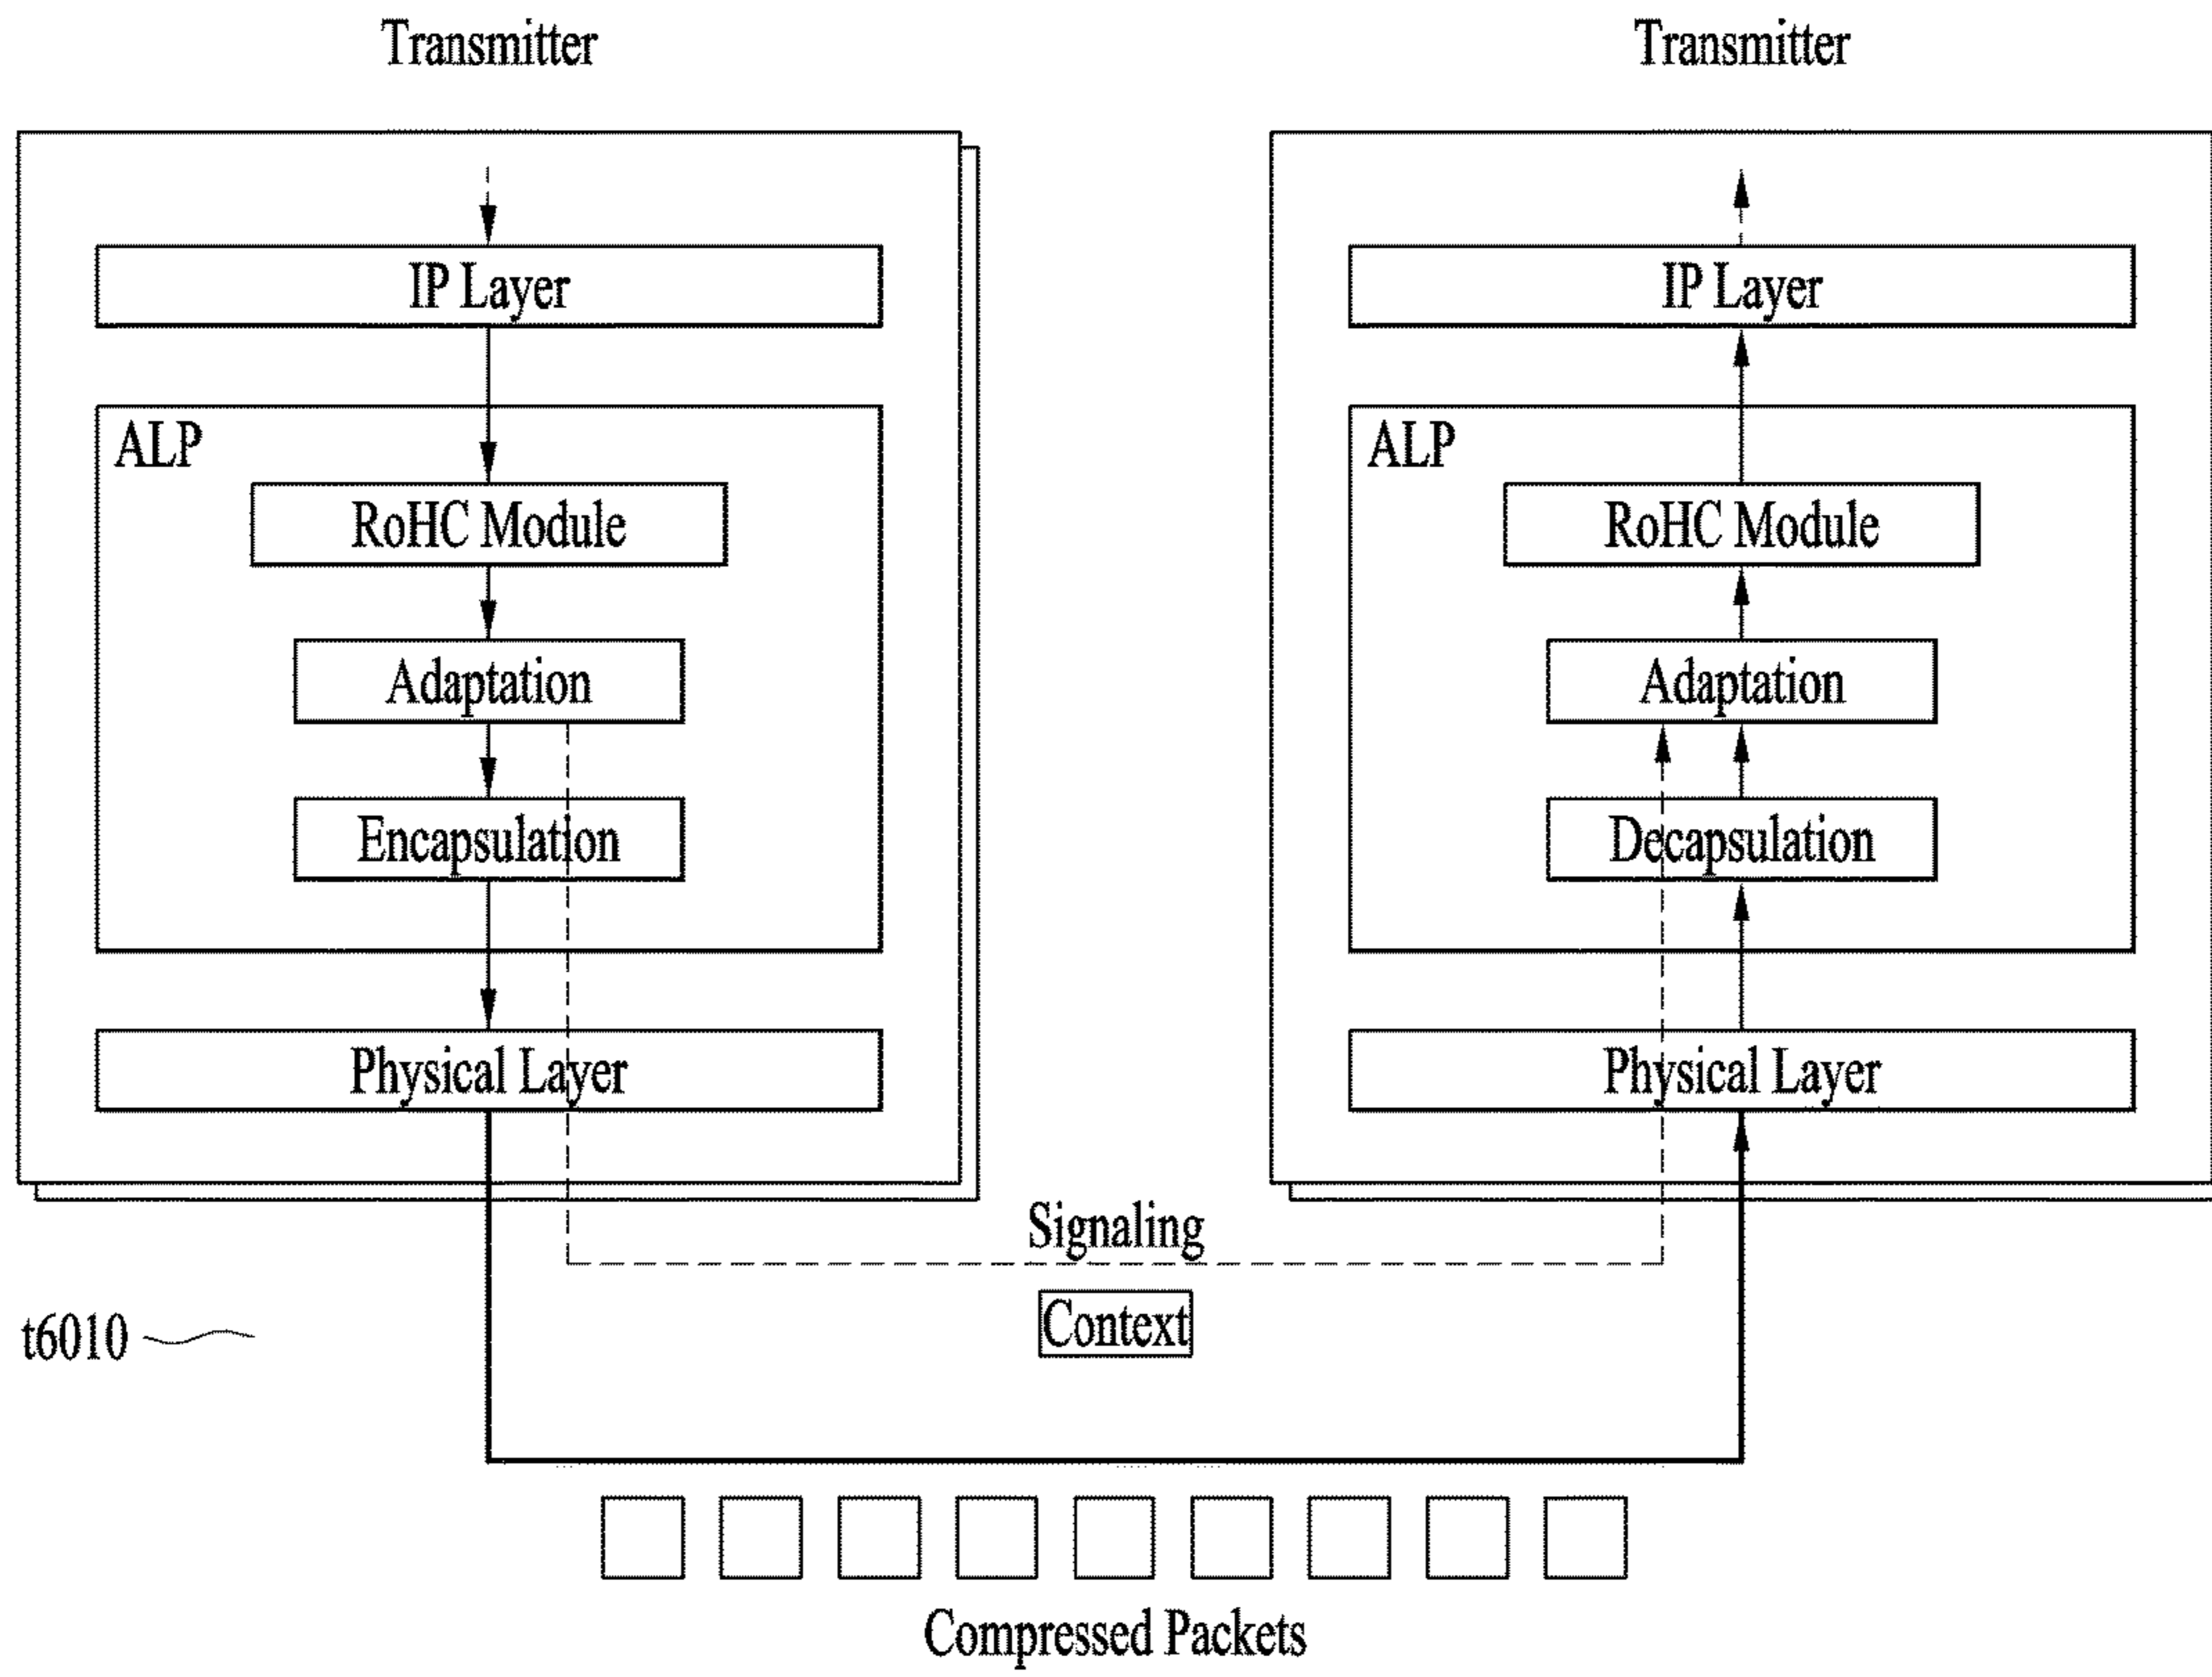 Transmitter
IP Layer
ALP
RoHC Module
Adaptation
Encapsulation
Physical Layer
Transmitter
IP Layer
ALP
RoHC Module
Adaptation
Decapsulation
Physical Layer
Signaling
Context
t6010
Compressed Packets